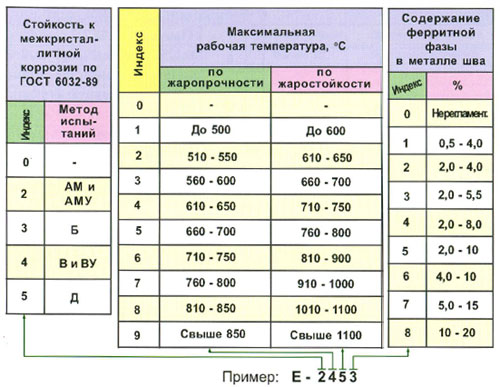 Стойкость к
межкристал-
литной
коррозии по
ГОСТ 6032-89
Индекс
Метод
испы-
таний
0 -
2 АМ и
АМУ
3 Б
4 В и ВУ
5 Д
Индекс
Максимальная
рабочая температура, °С
по
жаропрочности
по
жаростойкости
0 - -
1 До 500 До 600
2 510 - 550 610 - 650
3 560 - 600 660 - 700
4 610 - 650 710 - 750
5 660 - 700 760 - 800
6 710 - 750 810 - 900
7 760 - 800 910 - 1000
8 810 - 850 1010 - 1100
9 Свыше 850 Свыше 1100
Содержание
ферритной
фазы
в металле шва
Индекс %
0 Нерегламент.
1 0,5 - 4,0
2 2,0 - 4,0
3 2,0 - 5,5
4 2,0 - 8,0
5 2,0 - 10
6 4,0 - 10
7 5,0 - 15
8 10 - 20
Пример: Е - 2453